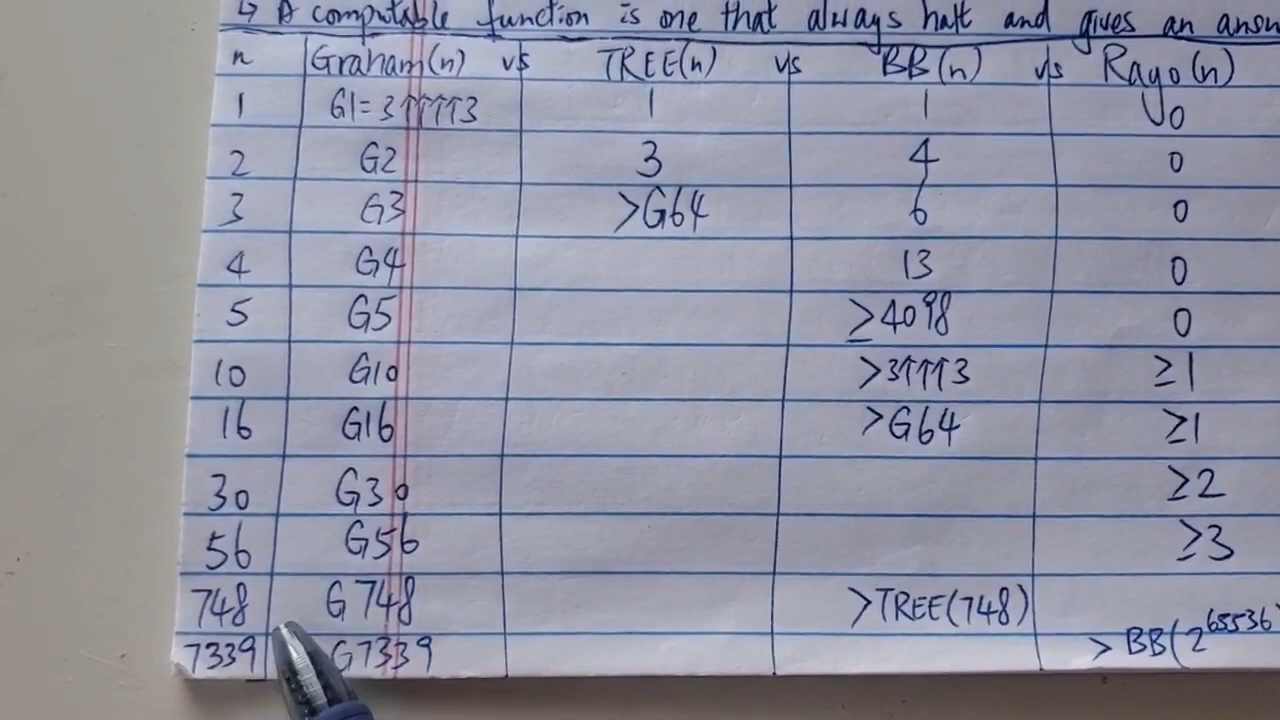 ↳ A computable function is one that always halt and gives an answ
n Graham(n) vs TREE(n) vs BB(n) vs Rayo(n)
1 G1=3↑↑↑↑3 1 1 0
2 G2 3 4 0
3 G3 >G64 6 0
4 G4 13 0
5 G5 ≥4098 0
10 G10 >3↑↑↑3 ≥1
16 G16 >G64 ≥1
30 G30 ≥2
56 G56 ≥3
748 G748 >TREE(748)
7339 G7339 >BB(2^65536